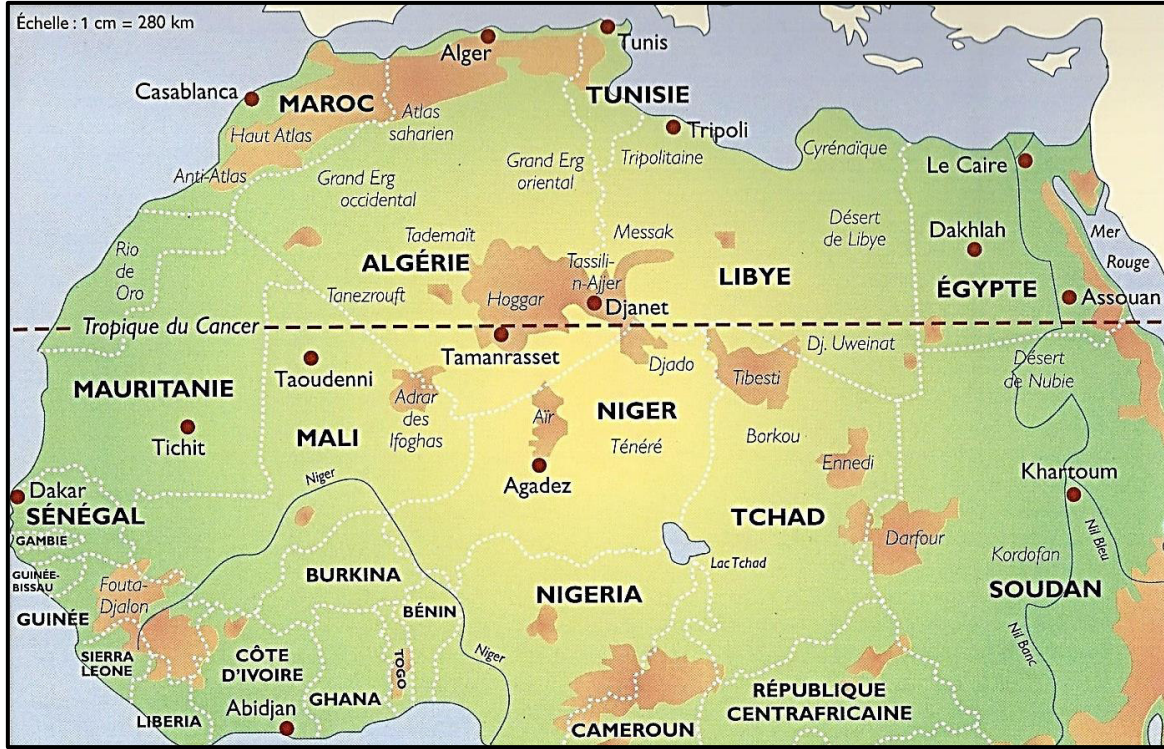 Échelle : 1 cm = 280 km
Alger
Tunis
Casablanca
MAROC
TUNISIE
Haut Atlas
Atlas
saharien
Tripoli
Tripolitaine
Cyrénaïque
Le Caire
Anti-Atlas
Grand Erg
occidental
Grand Erg
oriental
Rio
de
Oro
Tademaït
Messak
Désert
de Libye
Dakhlah
Mer
Rouge
ALGÉRIE
Tassili-
n-Ajjer
LIBYE
ÉGYPTE
Tanezrouft
Hoggar
Djanet
Assouan
Tropique du Cancer
Tamanrasset
Djado
Dj. Uweinat
Taoudenni
Tibesti
Désert
de Nubie
MAURITANIE
Adrar
des
Ifoghas
Aïr
NIGER
Tichit
MALI
Ténéré
Borkou
Ennedi
Niger
Agadez
Khartoum
Dakar
SÉNÉGAL
TCHAD
GAMBIE
Darfour
Nil Bleu
Lac Tchad
Kordofan
GUINÉE-
BISSAU
Fouta-
Djalon
BURKINA
NIGERIA
SOUDAN
GUINÉE
BÉNIN
Nil Banc
SIERRA
LEONE
CÔTE
D'IVOIRE
TOGO
Niger
GHANA
RÉPUBLIQUE
CENTRAFRICAINE
LIBERIA
Abidjan
CAMEROUN